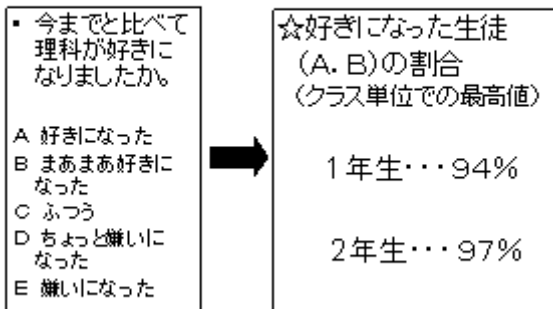 ▪ 今までと比べて
理科が好きに
なりましたか。
A 好きになった
B まあまあ好きに
なった
C ふつう
D ちょっと嫌いに
なった
E 嫌いになった
☆好きになった生徒
(A.B)の割合
(クラス単位での最高値)
1年生・・・94%
2年生・・・97%